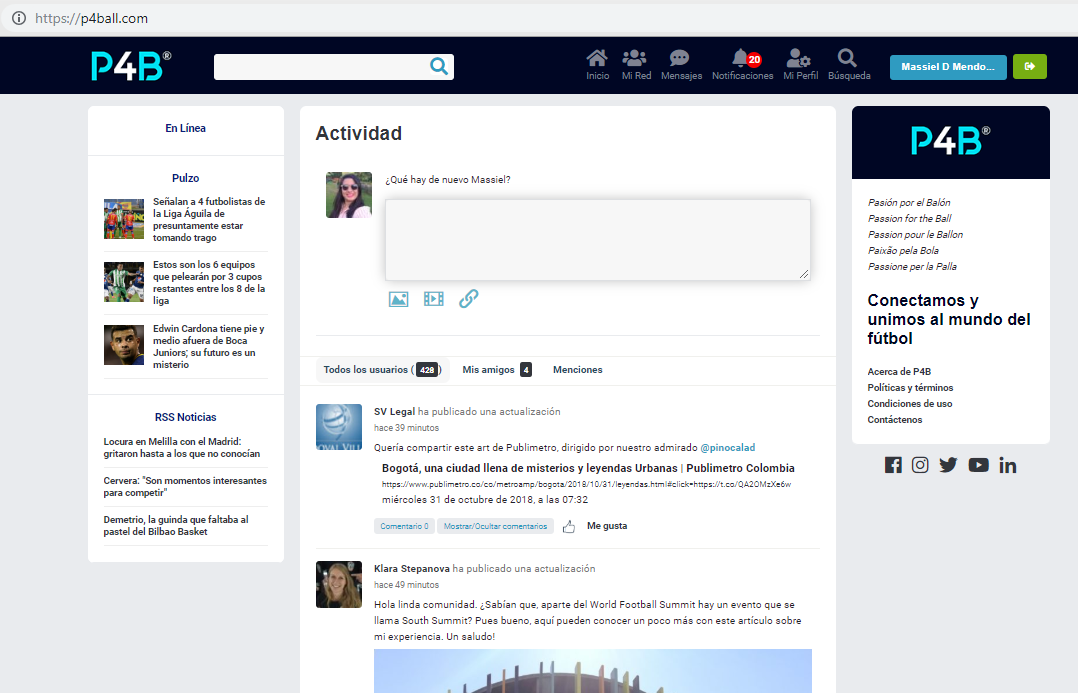 https://p4ball.com
P4B®
Inicio
Mi Red
Mensajes
20
Notificaciones
Mi Perfil
Búsqueda
Massiel D Mendo...
En Línea
Pulzo
Señalan a 4 futbolistas de
la Liga Águila de
presuntamente estar
tomando trago
Estos son los 6 equipos
que pelearán por 3 cupos
restantes entre los 8 de la
liga
Edwin Cardona tiene pie y
medio afuera de Boca
Juniors; su futuro es un
misterio
RSS Noticias
Locura en Melilla con el Madrid:
gritaron hasta a los que no conocían
Cervera: "Son momentos interesantes
para competir"
Demetrio, la guinda que faltaba al
pastel del Bilbao Basket
Actividad
¿Qué hay de nuevo Massiel?
Todos los usuarios ( 428 )
Mis amigos 4
Menciones
SV Legal ha publicado una actualización
hace 39 minutos
Quería compartir este art de Publimetro, dirigido por nuestro admirado @pinocalad
Bogotá, una ciudad llena de misterios y leyendas Urbanas | Publimetro Colombia
https://www.publimetro.co/co/metroamp/bogota/2018/10/31/leyendas.html#click=https://t.co/QA2OMzXe6w
miércoles 31 de octubre de 2018, a las 07:32
Comentario 0
Mostrar/Ocultar comentarios
Me gusta
Klara Stepanova ha publicado una actualización
hace 49 minutos
Hola linda comunidad. ¿Sabían que, aparte del World Football Summit hay un evento que se
llama South Summit? Pues bueno, aquí pueden conocer un poco más con este artículo sobre
mi experiencia. Un saludo!
P4B®
Pasión por el Balón
Passion for the Ball
Passion pour le Ballon
Paixão pela Bola
Passione per la Palla
Conectamos y
unimos al mundo del
fútbol
Acerca de P4B
Políticas y términos
Condiciones de uso
Contáctenos